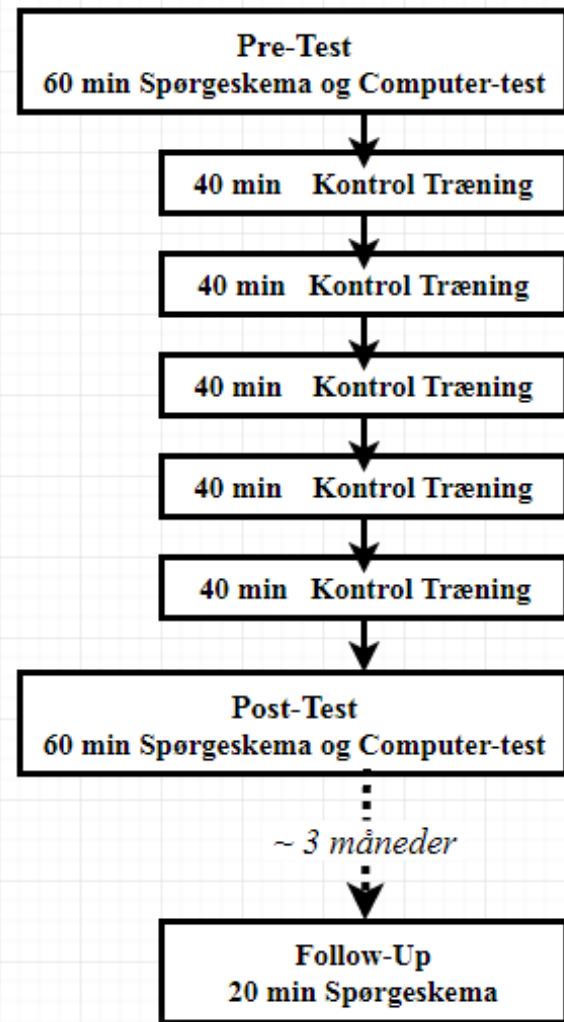 Pre-Test
60 min Spørgeskema og Computer-test
40 min Kontrol Træning
40 min Kontrol Træning
40 min Kontrol Træning
40 min Kontrol Træning
40 min Kontrol Træning
Post-Test
60 min Spørgeskema og Computer-test
~ 3 måneder
Follow-Up
20 min Spørgeskema